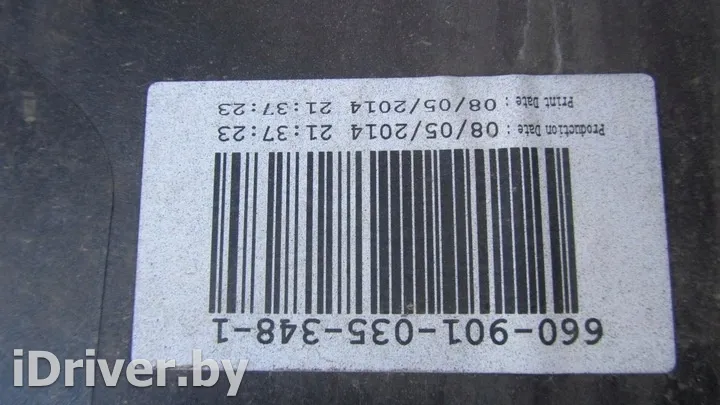 660-901-035-348-1
Production Date : 08/05/2014 21:37:23
Print Date : 08/05/2014 21:37:23
iDriver.by